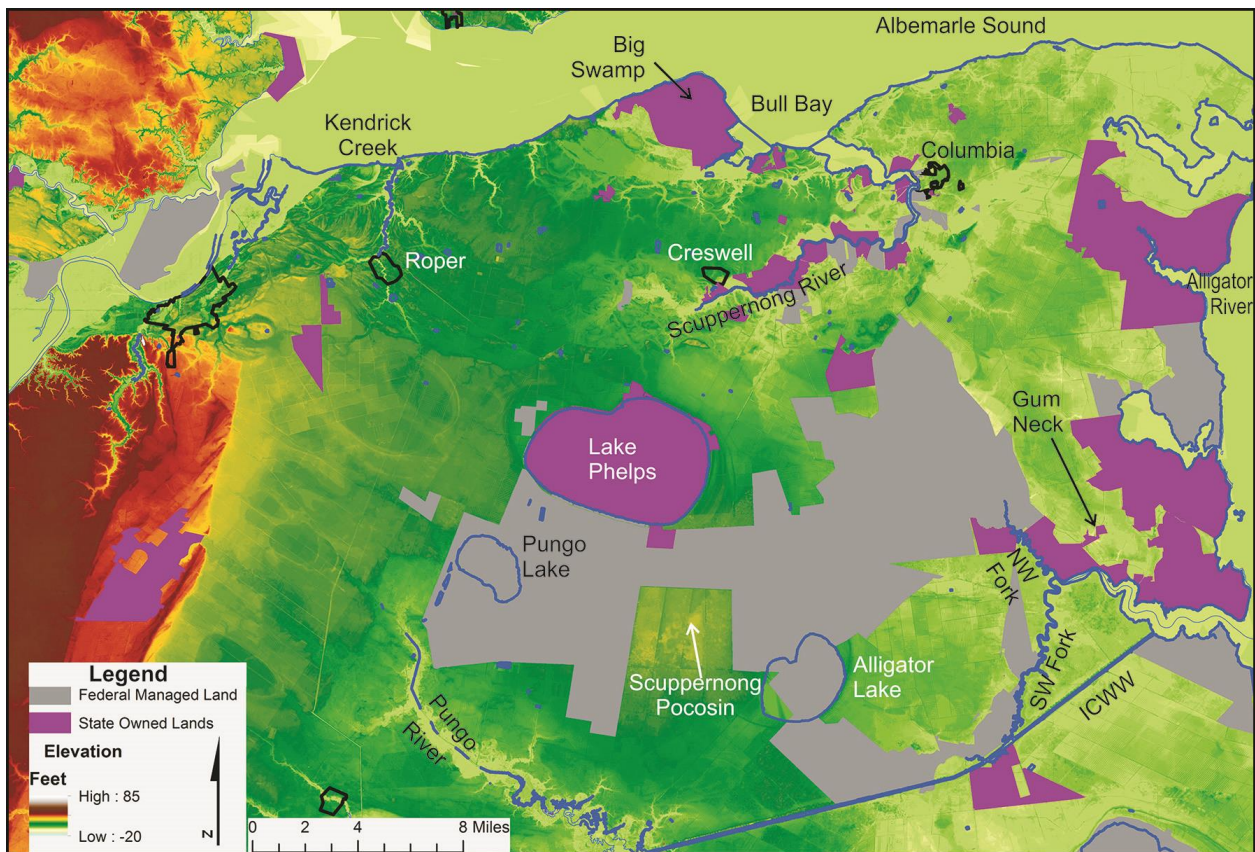 Albemarle Sound
Big
Swamp
Bull Bay
Kendrick
Creek
Columbia
Roper
Creswell
Scuppernong River
Alligator
River
Gum
Neck
Lake
Phelps
Pungo
Lake
NW
Fork
Scuppernong
Pocosin
Alligator
Lake
SW Fork
ICWW
Pungo
River
Legend
Federal Managed Land
State Owned Lands
Elevation
Feet
High : 85
Low : -20
N
0 2 4 8 Miles